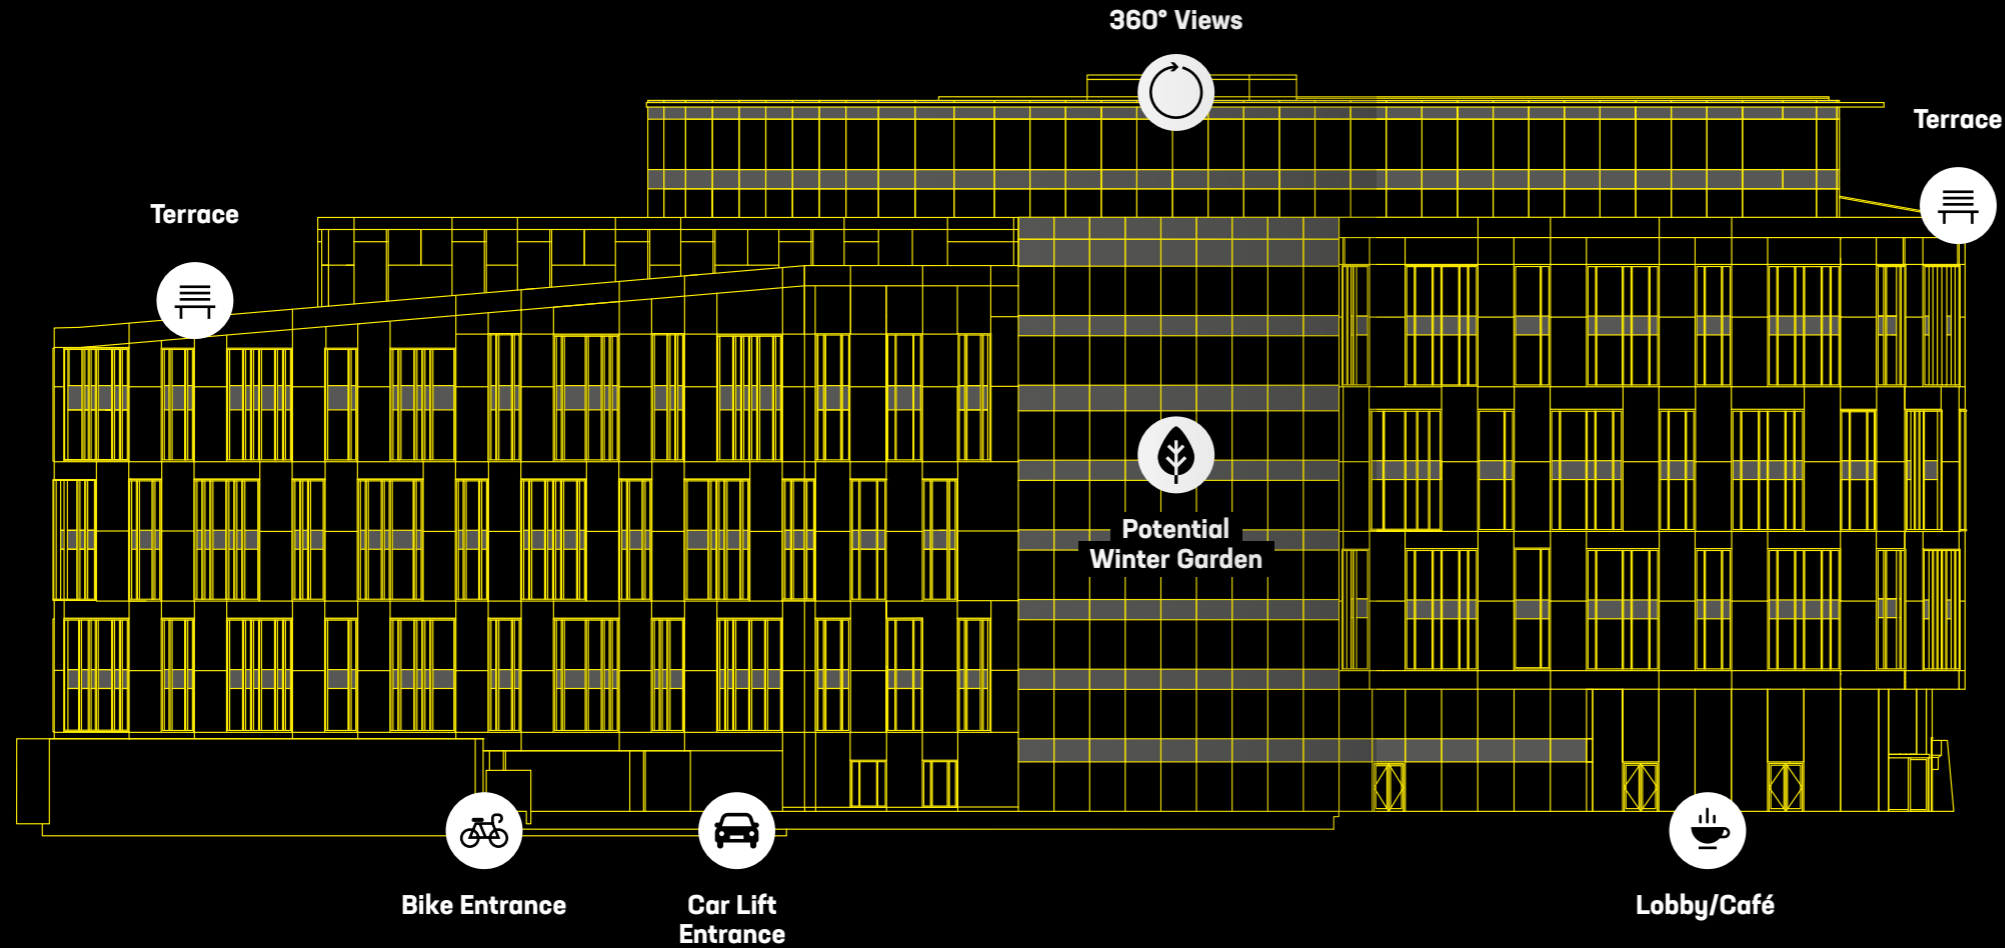 360° Views
Terrace
Terrace
Potential
Winter Garden
Bike Entrance
Car Lift
Entrance
Lobby/Café